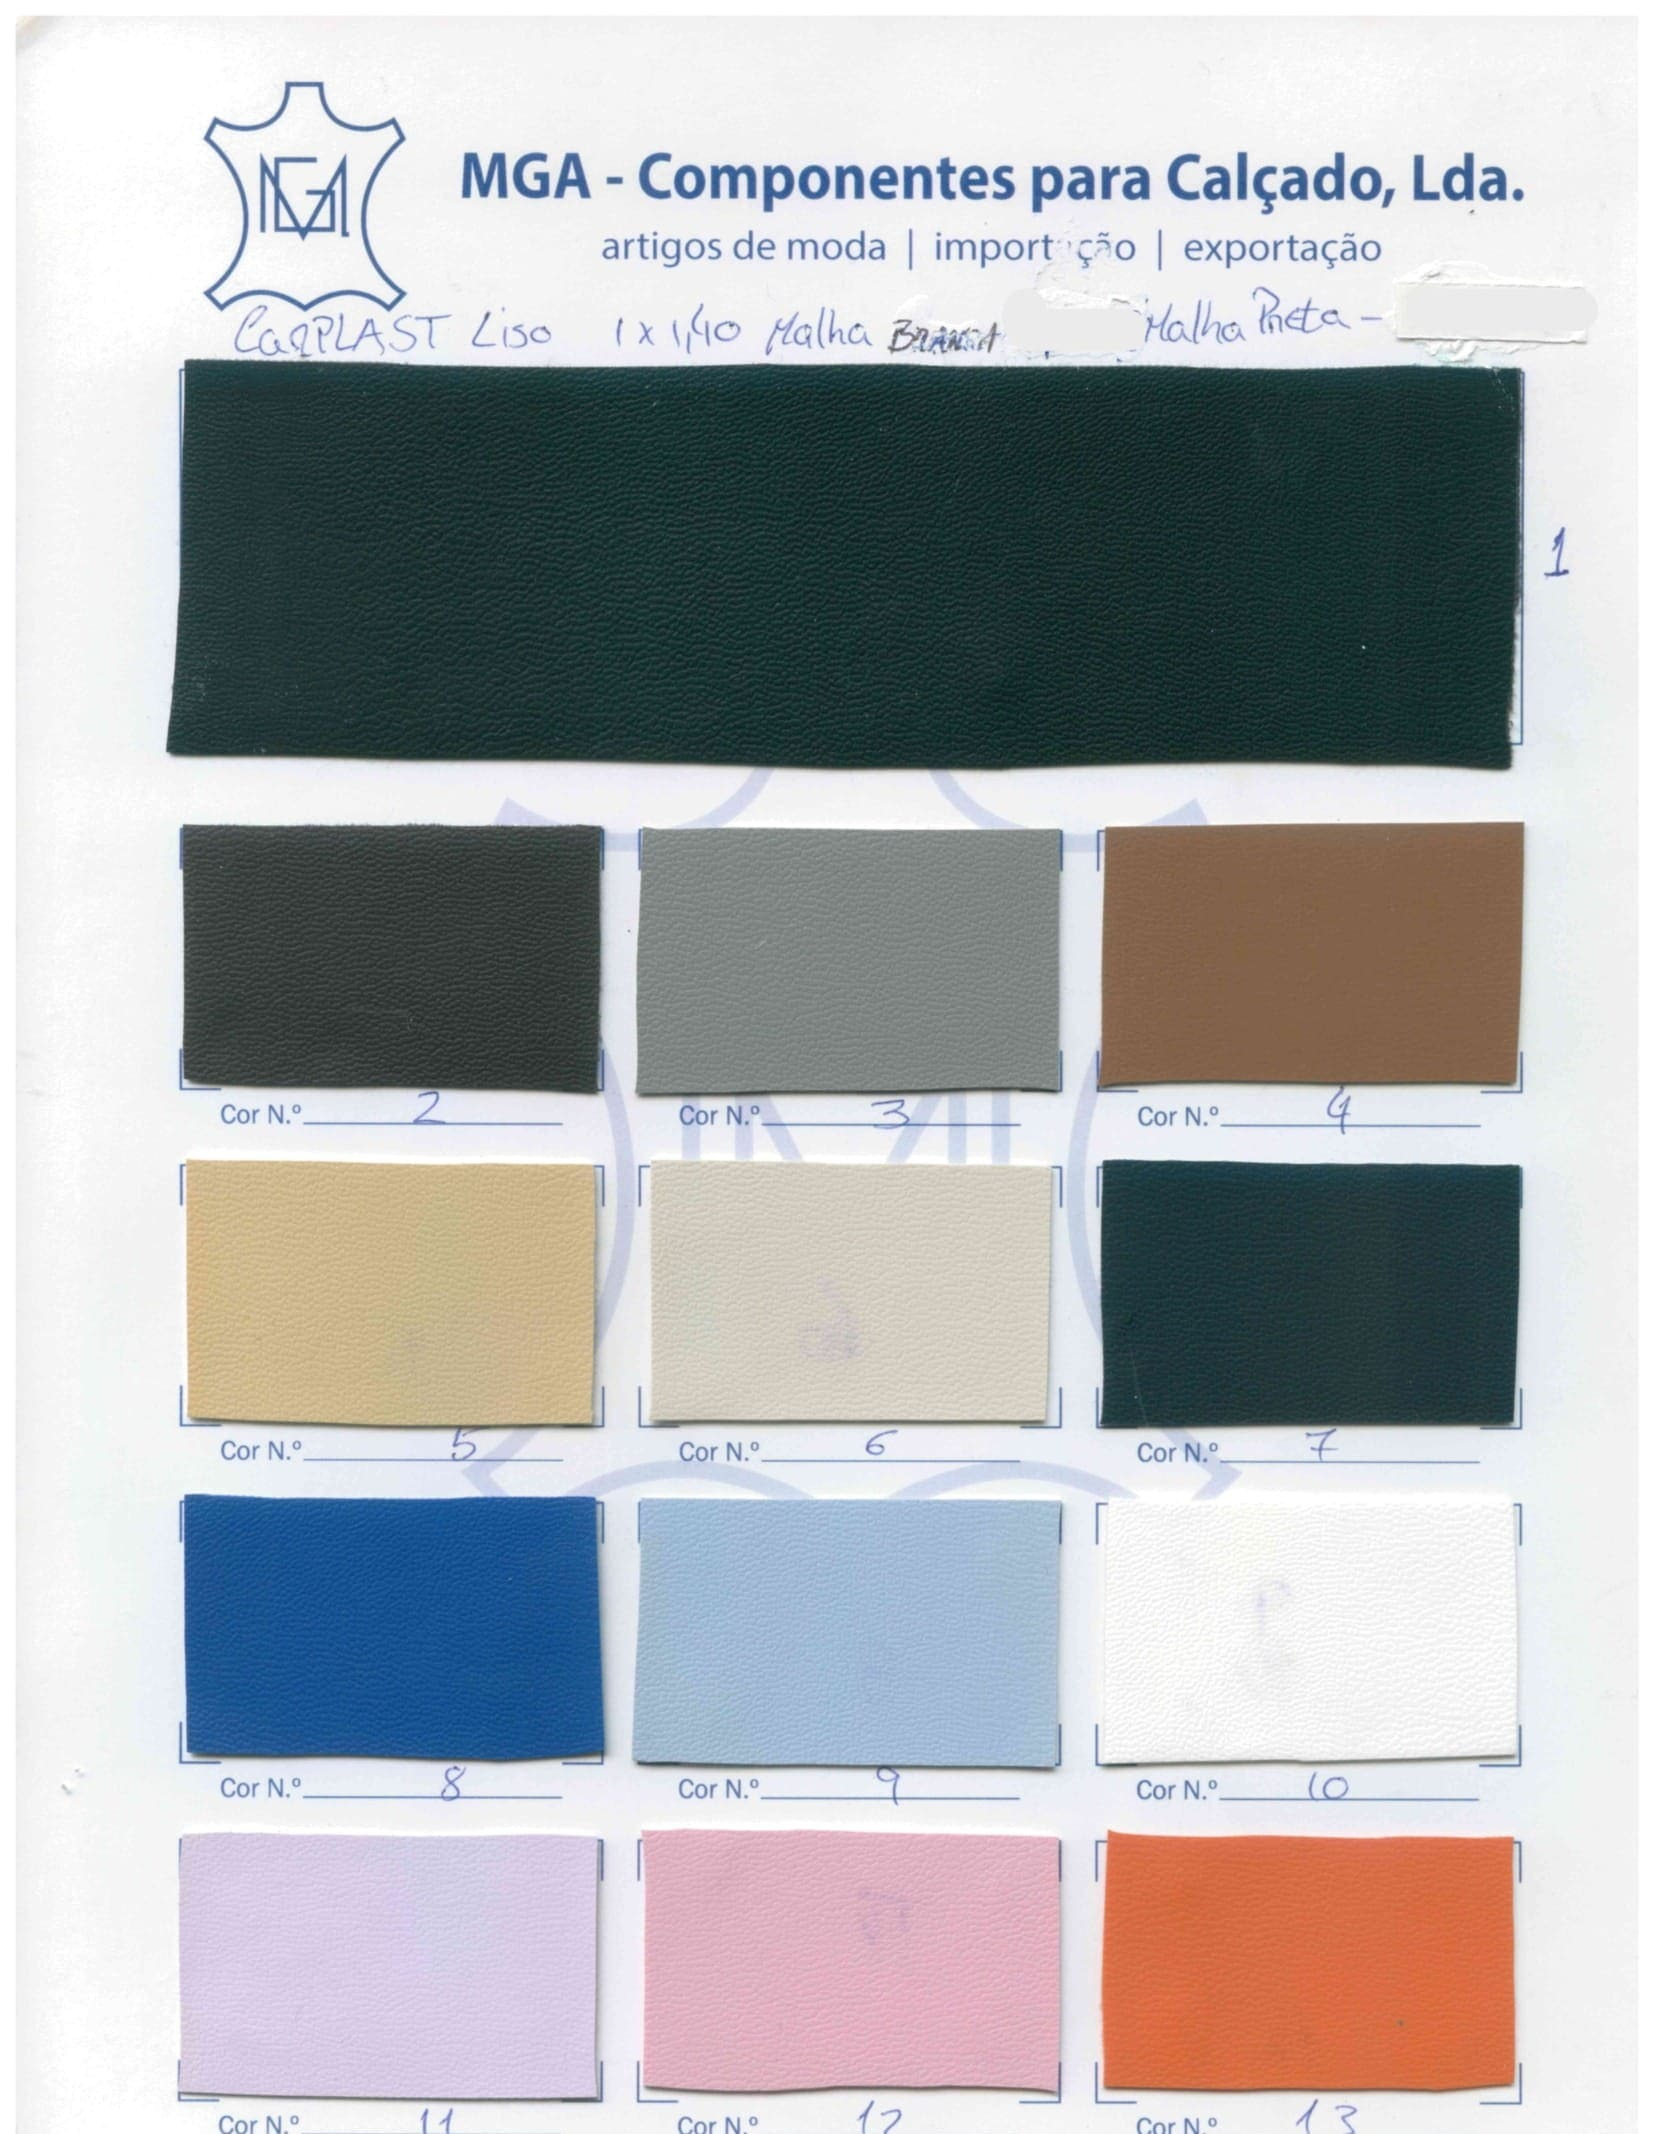 MGA
MGA - Componentes para Calçado, Lda.
artigos de moda | importação | exportação
CarPLAST Liso 1 x 1,40 Malha BRANCA Malha Preta -
1
Cor N.º 2 Cor N.º 3 Cor N.º 4
Cor N.º 5 Cor N.º 6 Cor N.º 7
Cor N.º 8 Cor N.º 9 Cor N.º 10
Cor N.º 11 Cor N.º 12 Cor N.º 13